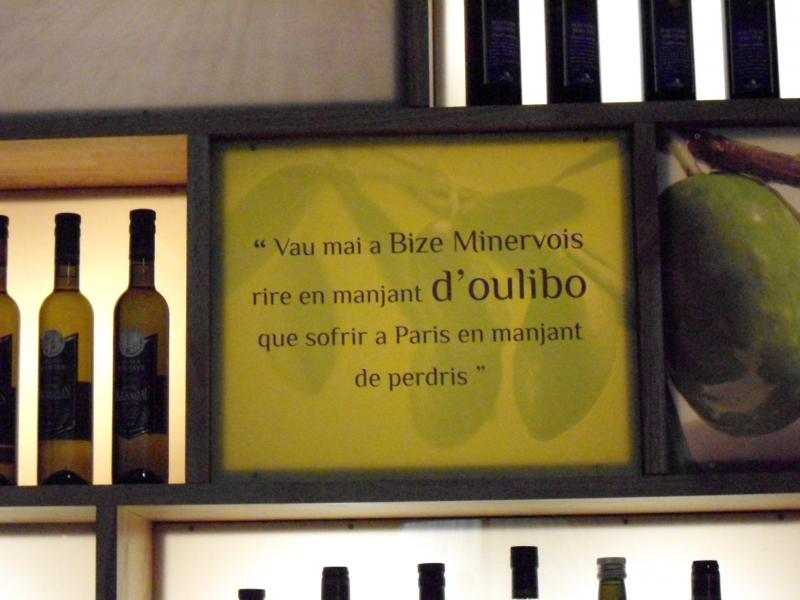 “ Vau mai a Bize Minervois
rire en manjant d’oulibo
que sofrir a Paris en manjant
de perdris ”